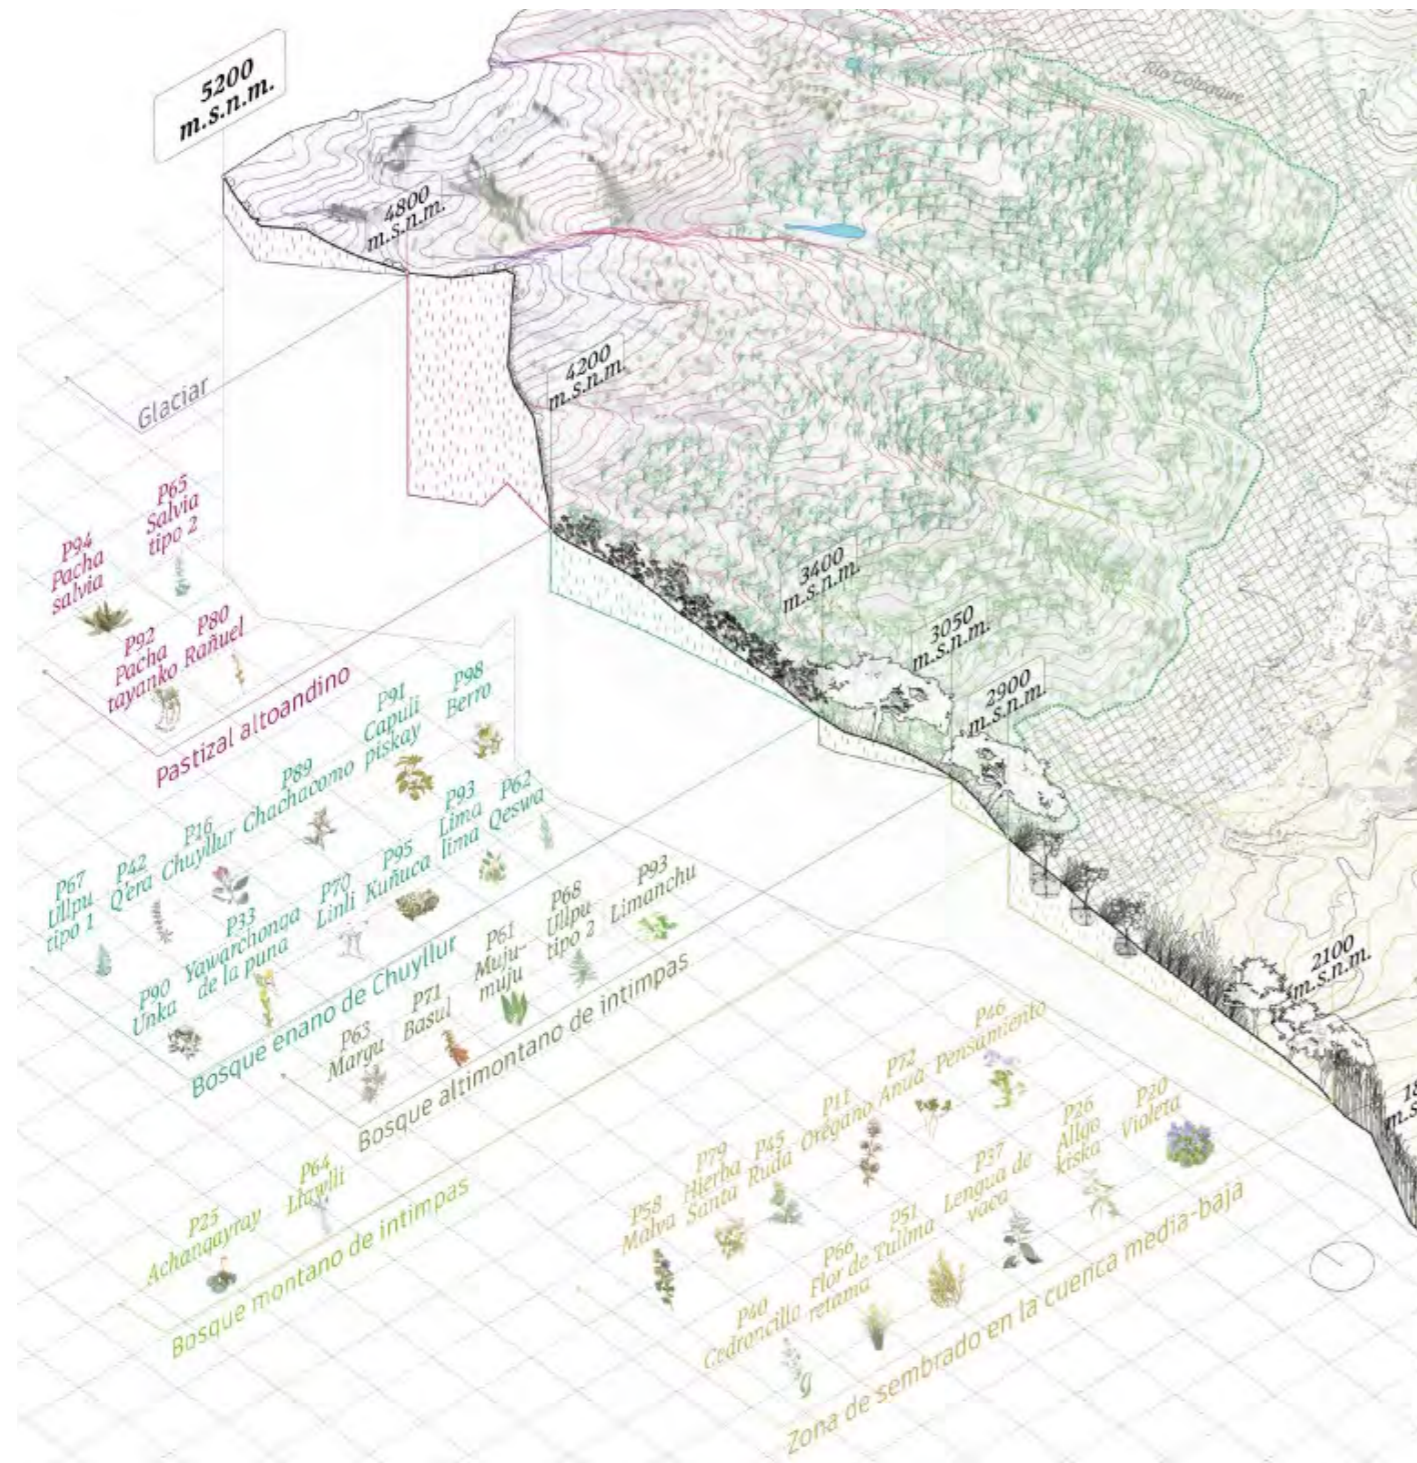 5200
m.s.n.m.
4800
m.s.n.m.
4200
m.s.n.m.
3400
m.s.n.m.
3050
m.s.n.m.
2900
m.s.n.m.
2100
m.s.n.m.
Glaciar
P94
Pacha
salvia
P65
Salvia
tipo 2
P92
Pacha
tayanko
P80
Rañuel
Pastizal altoandino
P67
Ullpu
tipo 1
P42
Q'era
P16
Chuyllur
P89
Chachacomo
P91
Capuli
piskay
P98
Berro
P90
Unka
P33
Yawarchonga
de la puna
P70
Linli
P95
Kuñuca
P93
Lima
lima
P62
Qeswa
Bosque enano de Chuyllur
P63
Margu
P71
Basul
P61
Muju-
muju
P68
Ullpu
tipo 2
P93
Limanchu
Bosque altimontano de intimpas
P25
Achanqayray
P64
Llawlli
Bosque montano de intimpas
P58
Malva
P79
Hierba
Santa
P45
Ruda
P11
Orégano
P72
Anua
P46
Pensamiento
P40
Cedroncillo
P66
Flor de
retama
P51
Tulima
P37
Lengua de
vaca
P26
Allqo
kiska
P20
Violeta
Zona de sembrado en la cuenca media-baja